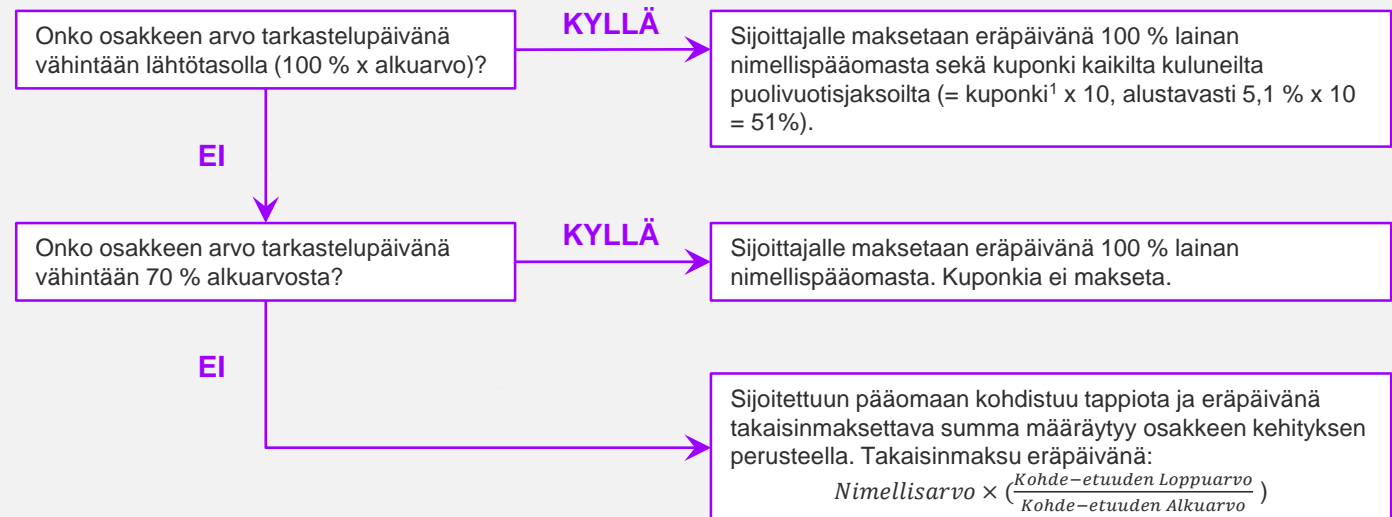 Onko osakkeen arvo tarkastelupäivänä
vähintään lähtötasolla (100 % x alkuarvo)?
KYLLÄ
Sijoittajalle maksetaan eräpäivänä 100 % lainan
nimellispääomasta sekä kuponki kaikilta kuluneilta
puolivuotisjaksoilta (= kuponki¹ x 10, alustavasti 5,1 % x 10
= 51%).
EI
Onko osakkeen arvo tarkastelupäivänä
vähintään 70 % alkuarvosta?
KYLLÄ
Sijoittajalle maksetaan eräpäivänä 100 % lainan
nimellispääomasta. Kuponkia ei makseta.
EI
Sijoitettuun pääomaan kohdistuu tappiota ja eräpäivänä
takaisinmaksettava summa määräytyy osakkeen kehityksen
perusteella. Takaisinmaksu eräpäivänä:
Nimellisarvo × (Kohde−etuuden Loppuarvo / Kohde−etuuden Alkuarvo)